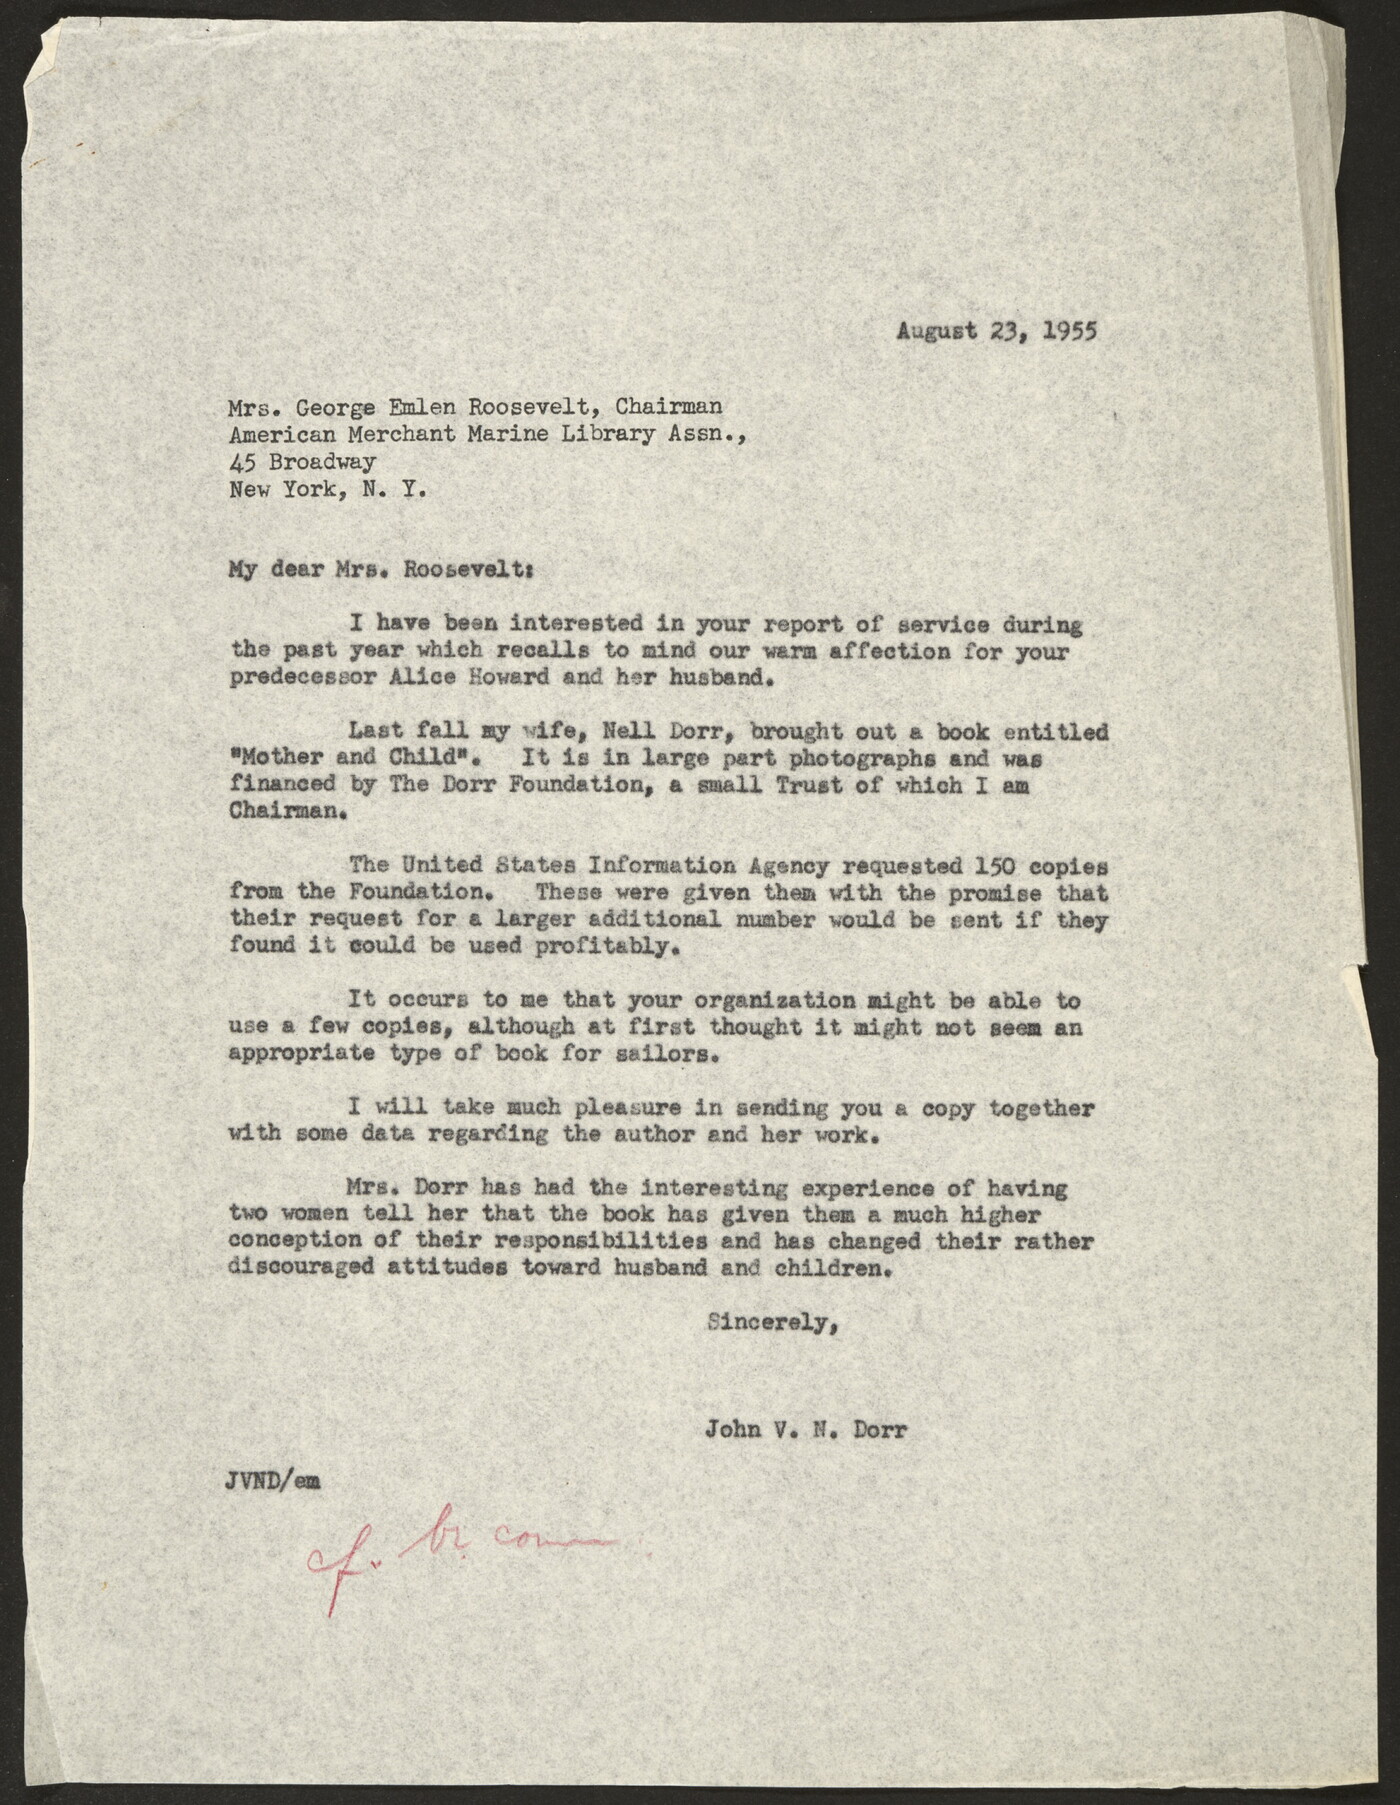 August 23, 1955
Mrs. George Emlen Roosevelt, Chairman
American Merchant Marine Library Assn.,
45 Broadway
New York, N. Y.
My dear Mrs. Roosevelt:
I have been interested in your report of service during
the past year which recalls to mind our warm affection for your
predecessor Alice Howard and her husband.
Last fall my wife, Nell Dorr, brought out a book entitled
"Mother and Child". It is in large part photographs and was
financed by The Dorr Foundation, a small Trust of which I am
Chairman.
The United States Information Agency requested 150 copies
from the Foundation. These were given them with the promise that
their request for a larger additional number would be sent if they
found it could be used profitably.
It occurs to me that your organization might be able to
use a few copies, although at first thought it might not seem an
appropriate type of book for sailors.
I will take much pleasure in sending you a copy together
with some data regarding the author and her work.
Mrs. Dorr has had the interesting experience of having
two women tell her that the book has given them a much higher
conception of their responsibilities and has changed their rather
discouraged attitudes toward husband and children.
Sincerely,
John V. N. Dorr
JVND/em
cf.